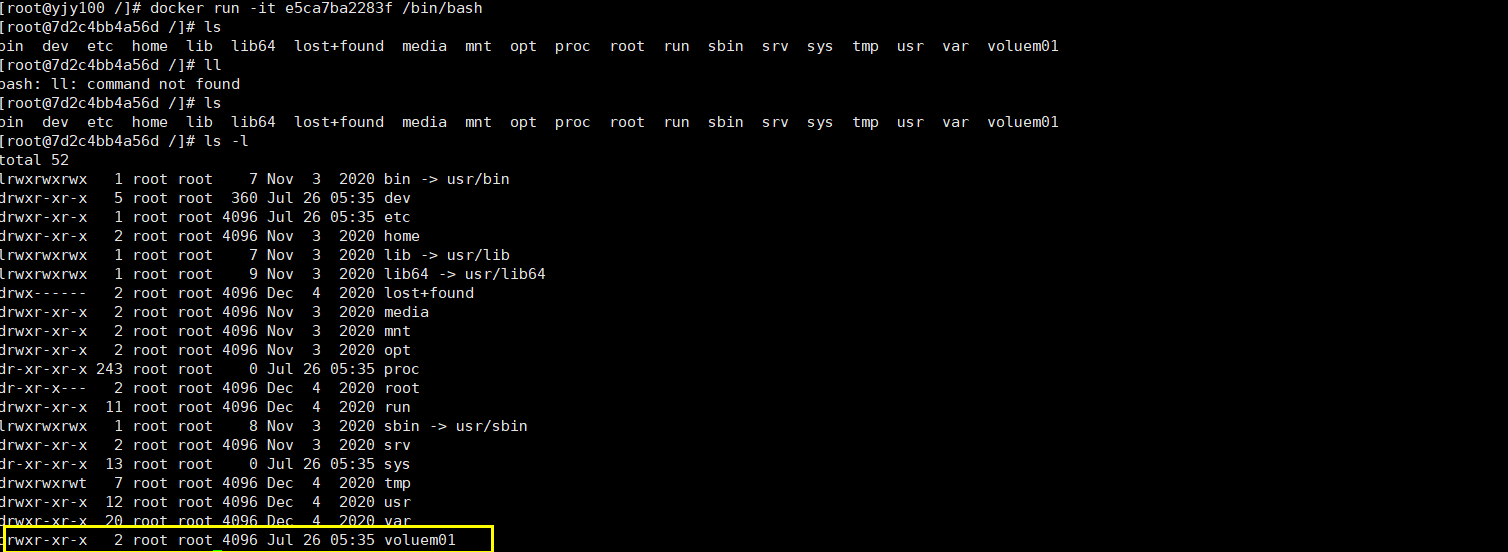 [root@yjy100 /]# docker run -it e5ca7ba2283f /bin/bash
[root@7d2c4bb4a56d /]# ls
bin  dev  etc  home  lib  lib64  lost+found  media  mnt  opt  proc  root  run  sbin  srv  sys  tmp  usr  var  voluem01
[root@7d2c4bb4a56d /]# ll
bash: ll: command not found
[root@7d2c4bb4a56d /]# ls
bin  dev  etc  home  lib  lib64  lost+found  media  mnt  opt  proc  root  run  sbin  srv  sys  tmp  usr  var  voluem01
[root@7d2c4bb4a56d /]# ls -l
total 52
lrwxrwxrwx   1 root root    7 Nov  3  2020 bin -> usr/bin
drwxr-xr-x   5 root root  360 Jul 26 05:35 dev
drwxr-xr-x   1 root root 4096 Jul 26 05:35 etc
drwxr-xr-x   2 root root 4096 Nov  3  2020 home
lrwxrwxrwx   1 root root    7 Nov  3  2020 lib -> usr/lib
lrwxrwxrwx   1 root root    9 Nov  3  2020 lib64 -> usr/lib64
drwx------   2 root root 4096 Dec  4  2020 lost+found
drwxr-xr-x   2 root root 4096 Nov  3  2020 media
drwxr-xr-x   2 root root 4096 Nov  3  2020 mnt
drwxr-xr-x   2 root root 4096 Nov  3  2020 opt
dr-xr-xr-x 243 root root    0 Jul 26 05:35 proc
dr-xr-x---   2 root root 4096 Dec  4  2020 root
drwxr-xr-x  11 root root 4096 Dec  4  2020 run
lrwxrwxrwx   1 root root    8 Nov  3  2020 sbin -> usr/sbin
drwxr-xr-x   2 root root 4096 Nov  3  2020 srv
dr-xr-xr-x  13 root root    0 Jul 26 05:35 sys
drwxrwxrwt   7 root root 4096 Dec  4  2020 tmp
drwxr-xr-x  12 root root 4096 Dec  4  2020 usr
drwxr-xr-x  20 root root 4096 Dec  4  2020 var
drwxr-xr-x   2 root root 4096 Jul 26 05:35 voluem01